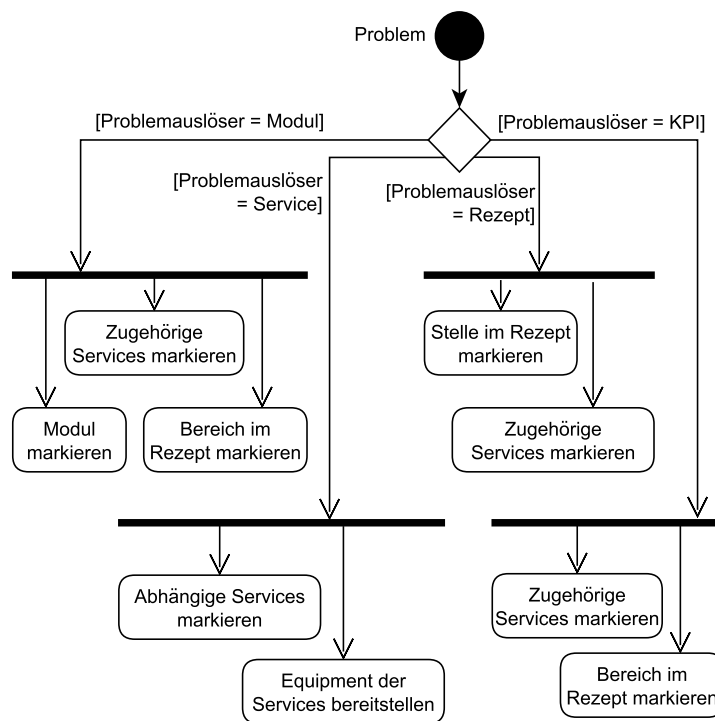 Problem
[Problemauslöser = Modul]
[Problemauslöser = KPI]
[Problemauslöser
= Service]
[Problemauslöser
= Rezept]
Zugehörige
Services markieren
Stelle im Rezept
markieren
Modul
markieren
Bereich im
Rezept markieren
Zugehörige
Services markieren
Abhängige Services
markieren
Zugehörige
Services markieren
Equipment der
Services bereitstellen
Bereich im
Rezept markieren